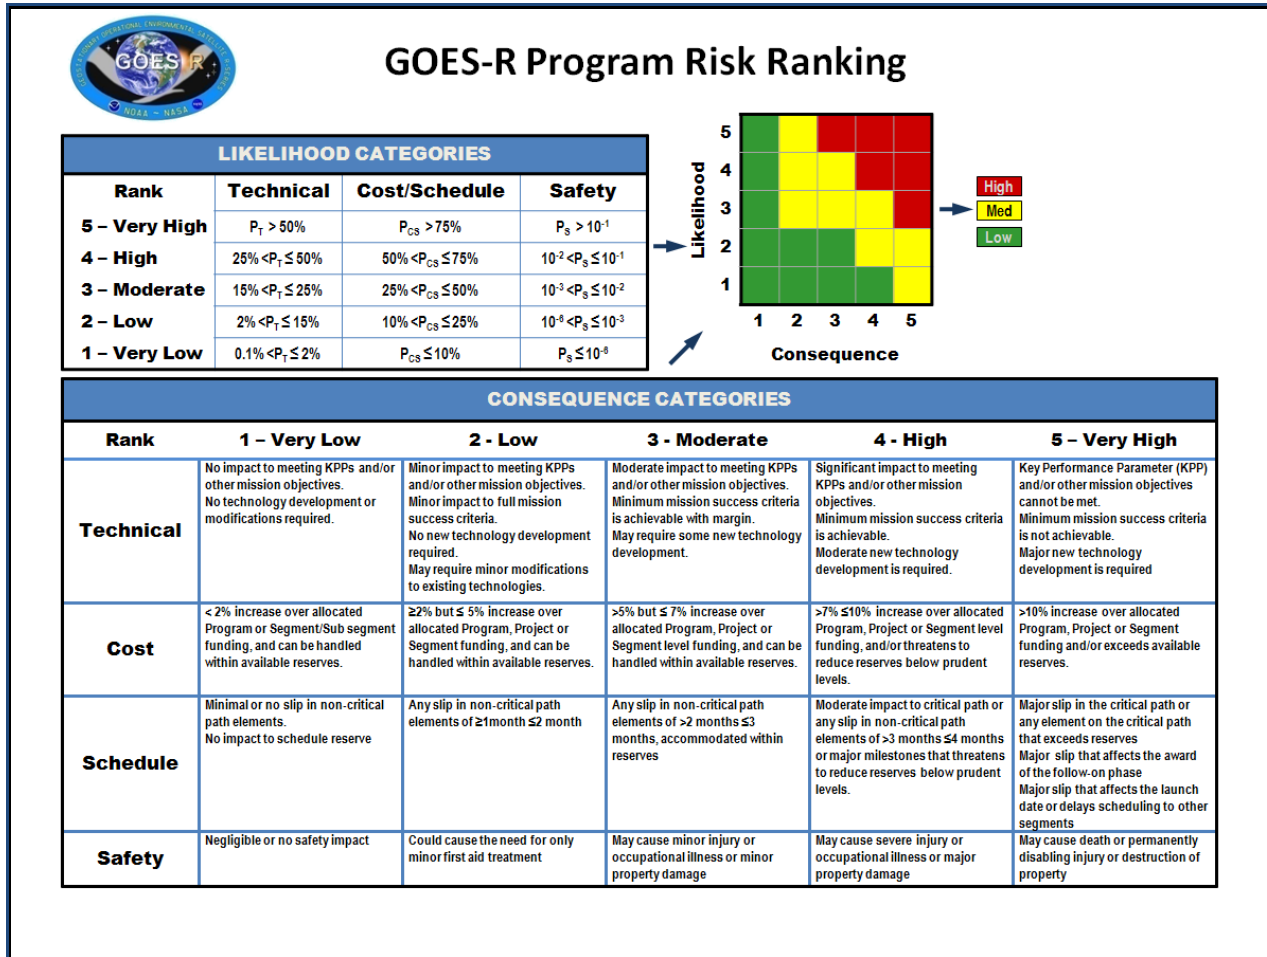 GEOSTATIONARY OPERATIONAL ENVIRONMENTAL SATELLITE R-SERIES
GOES R
NOAA ~ NASA
GOES-R Program Risk Ranking
LIKELIHOOD CATEGORIES
Rank Technical Cost/Schedule Safety
5 – Very High P_T > 50% P_CS > 75% P_S > 10^-1
4 – High 25% <P_T ≤ 50% 50% <P_CS ≤75% 10^-2 <P_S ≤10^-1
3 – Moderate 15% <P_T ≤ 25% 25% <P_CS ≤50% 10^-3 <P_S ≤10^-2
2 – Low 2% <P_T ≤ 15% 10% <P_CS ≤25% 10^-6 <P_S ≤10^-3
1 – Very Low 0.1% <P_T ≤ 2% P_CS ≤10% P_S ≤10^-6
Likelihood
5
4
3
2
1
1 2 3 4 5
Consequence
High
Med
Low
CONSEQUENCE CATEGORIES
Rank 1 – Very Low 2 - Low 3 - Moderate 4 - High 5 – Very High
Technical
No impact to meeting KPPs and/or
other mission objectives.
No technology development or
modifications required.
Minor impact to meeting KPPs
and/or other mission objectives.
Minor impact to full mission
success criteria.
No new technology development
required.
May require minor modifications
to existing technologies.
Moderate impact to meeting KPPs
and/or other mission objectives.
Minimum mission success criteria
is achievable with margin.
May require some new technology
development.
Significant impact to meeting
KPPs and/or other mission
objectives.
Minimum mission success criteria
is achievable.
Moderate new technology
development is required.
Key Performance Parameter (KPP)
and/or other mission objectives
cannot be met.
Minimum mission success criteria
is not achievable.
Major new technology
development is required
Cost
< 2% increase over allocated
Program or Segment/Sub segment
funding, and can be handled
within available reserves.
≥2% but ≤ 5% increase over
allocated Program, Project or
Segment funding, and can be
handled within available reserves.
>5% but ≤ 7% increase over
allocated Program, Project or
Segment level funding, and can be
handled within available reserves.
>7% ≤10% increase over allocated
Program, Project or Segment level
funding, and/or threatens to
reduce reserves below prudent
levels.
>10% increase over allocated
Program, Project or Segment
funding and/or exceeds available
reserves.
Schedule
Minimal or no slip in non-critical
path elements.
No impact to schedule reserve
Any slip in non-critical path
elements of ≥1month ≤2 month
Any slip in non-critical path
elements of >2 months ≤3
months, accommodated within
reserves
Moderate impact to critical path or
any slip in non-critical path
elements of >3 months ≤4 months
or major milestones that threatens
to reduce reserves below prudent
levels.
Major slip in the critical path or
any element on the critical path
that exceeds reserves
Major slip that affects the award
of the follow-on phase
Major slip that affects the launch
date or delays scheduling to other
segments
Safety
Negligible or no safety impact
Could cause the need for only
minor first aid treatment
May cause minor injury or
occupational illness or minor
property damage
May cause severe injury or
occupational illness or major
property damage
May cause death or permanently
disabling injury or destruction of
property